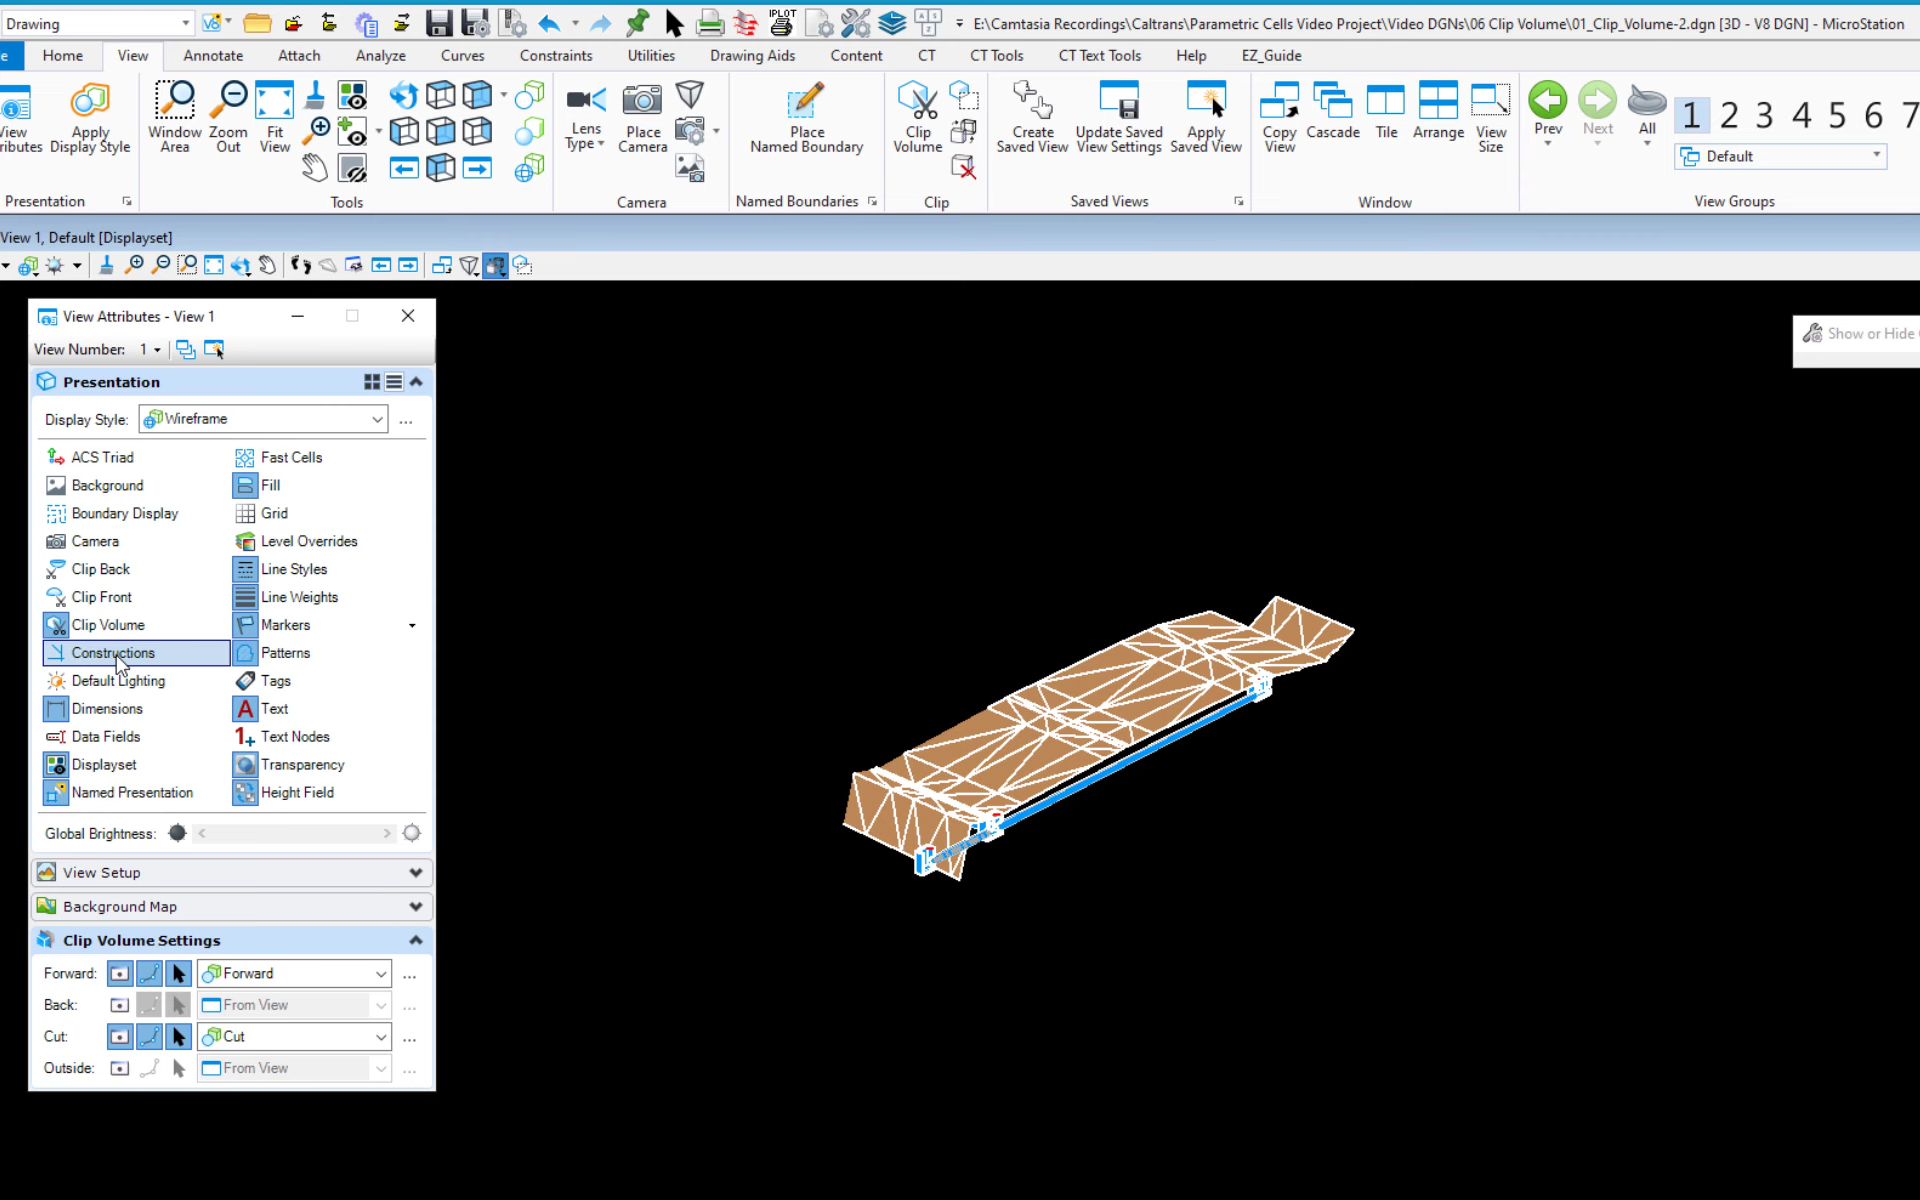 Drawing
E:\Camtasia Recordings\Caltrans\Parametric Cells Video Project\Video DGNs\06 Clip Volume\01_Clip_Volume-2.dgn [3D - V8 DGN] - MicroStation
Home View Annotate Attach Analyze Curves Constraints Utilities Drawing Aids Content CT CT Tools CT Text Tools Help EZ_Guide
Apply Display Style
Window Area
Zoom Out
Fit View
Lens Type
Place Camera
Place Named Boundary
Clip Volume
Create Saved View
Update Saved View Settings
Apply Saved View
Copy View
Cascade
Tile
Arrange
View Size
Prev
Next
All
1 2 3 4 5 6 7
Default
Presentation
Tools
Camera
Named Boundaries
Clip
Saved Views
Window
View Groups
View 1, Default [Displayset]
Show or Hide
View Attributes - View 1
View Number: 1
Presentation
Display Style: Wireframe ...
ACS Triad Fast Cells
Background Fill
Boundary Display Grid
Camera Level Overrides
Clip Back Line Styles
Clip Front Line Weights
Clip Volume Markers
Constructions Patterns
Default Lighting Tags
Dimensions Text
Data Fields Text Nodes
Displayset Transparency
Named Presentation Height Field
Global Brightness:
View Setup
Background Map
Clip Volume Settings
Forward: Forward ...
Back: From View ...
Cut: Cut ...
Outside: From View ...